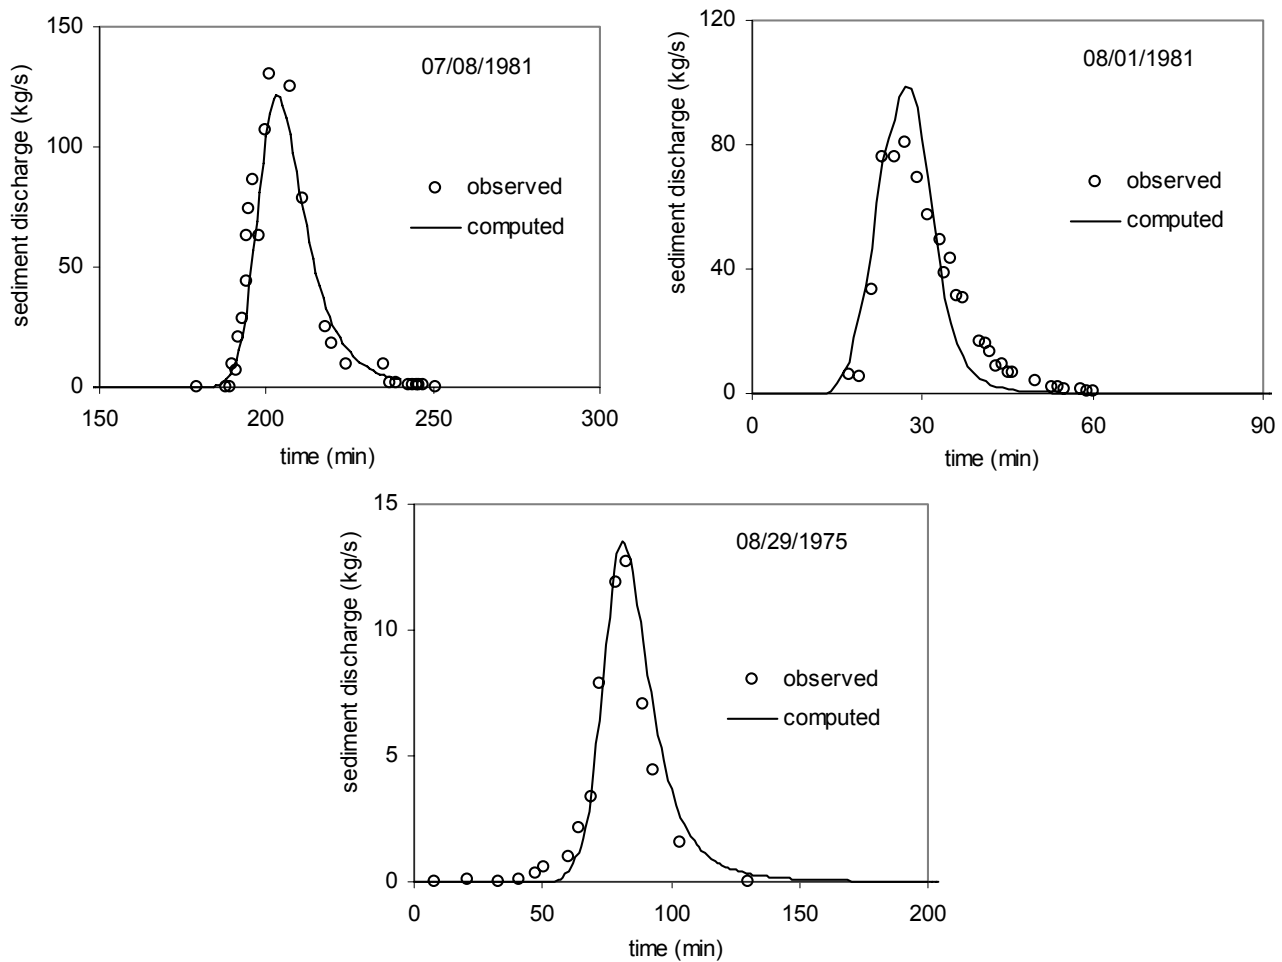 150
100
50
0
sediment discharge (kg/s)
07/08/1981
observed
computed
150
200
250
300
time (min)
120
80
40
0
sediment discharge (kg/s)
08/01/1981
observed
computed
0
30
60
90
time (min)
15
10
5
0
sediment discharge (kg/s)
08/29/1975
observed
computed
0
50
100
150
200
time (min)